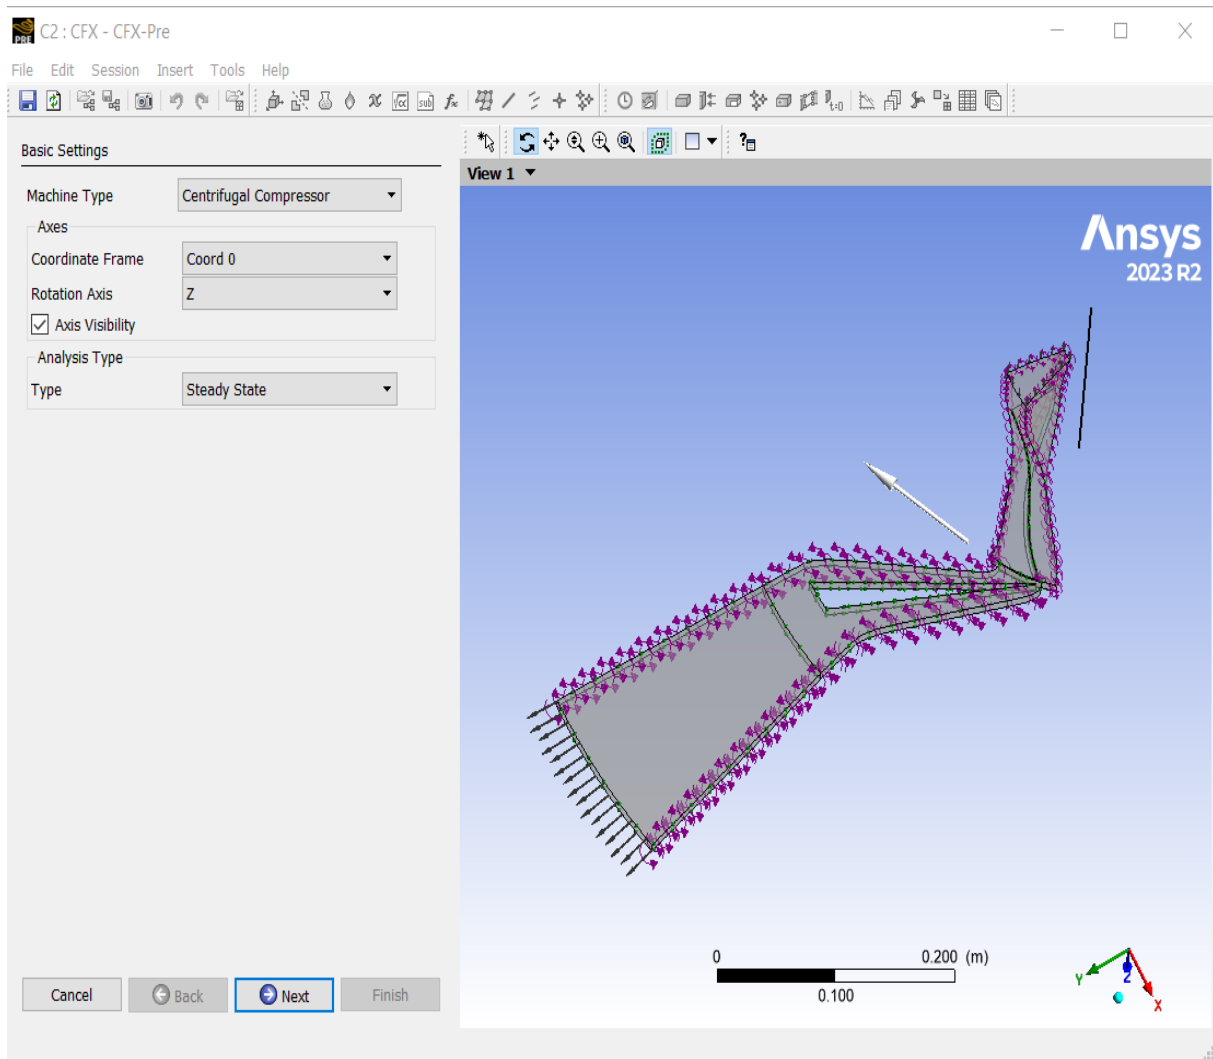 C2 : CFX - CFX-Pre
File Edit Session Insert Tools Help
Basic Settings
Machine Type Centrifugal Compressor
Axes
Coordinate Frame Coord 0
Rotation Axis Z
Axis Visibility
Analysis Type
Type Steady State
Cancel Back Next Finish
View 1
Ansys
2023 R2
0 0.200 (m)
0.100
Y Z X